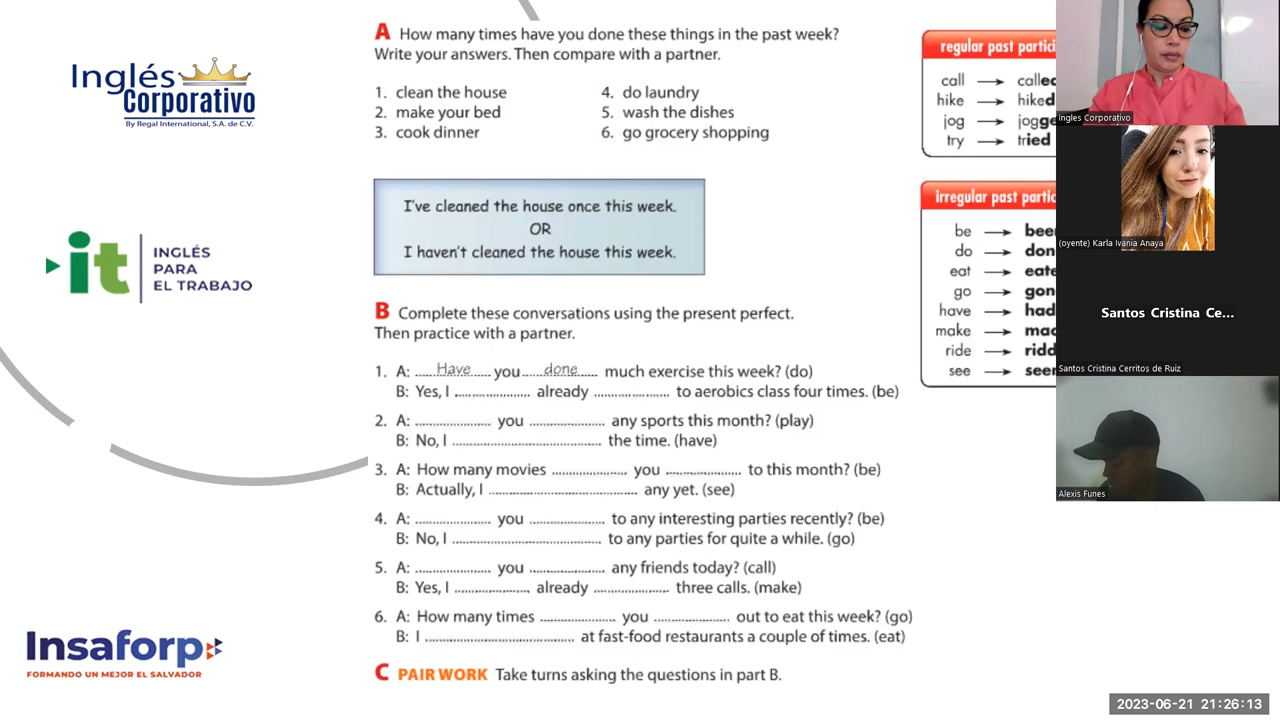 Inglés
Corporativo
By Regal International, S.A. de C.V.
it
INGLÉS
PARA
EL TRABAJO
Insaforp
FORMANDO UN MEJOR EL SALVADOR
A How many times have you done these things in the past week?
Write your answers. Then compare with a partner.
1. clean the house
2. make your bed
3. cook dinner
4. do laundry
5. wash the dishes
6. go grocery shopping
I've cleaned the house once this week.
OR
I haven't cleaned the house this week.
B Complete these conversations using the present perfect.
Then practice with a partner.
1. A: ......Have...... you ......done...... much exercise this week? (do)
B: Yes, I .................... already .................... to aerobics class four times. (be)
2. A: .................... you .................... any sports this month? (play)
B: No, I ........................................ the time. (have)
3. A: How many movies .................... you .................... to this month? (be)
B: Actually, I ........................................ any yet. (see)
4. A: .................... you .................... to any interesting parties recently? (be)
B: No, I ........................................ to any parties for quite a while. (go)
5. A: .................... you .................... any friends today? (call)
B: Yes, I .................... already .................... three calls. (make)
6. A: How many times .................... you .................... out to eat this week? (go)
B: I ........................................ at fast-food restaurants a couple of times. (eat)
C PAIR WORK Take turns asking the questions in part B.
regular past partici
call → called
hike → hiked
jog → jogge
try → tried
irregular past partic
be → bee
do → don
eat → eate
go → gon
have → had
make → mad
ride → ridd
see → see
Ingles Corporativo
(oyente) Karla Ivania Anaya
Santos Cristina Ce...
Santos Cristina Cerritos de Ruiz
Alexis Funes
2023-06-21 21:26:13